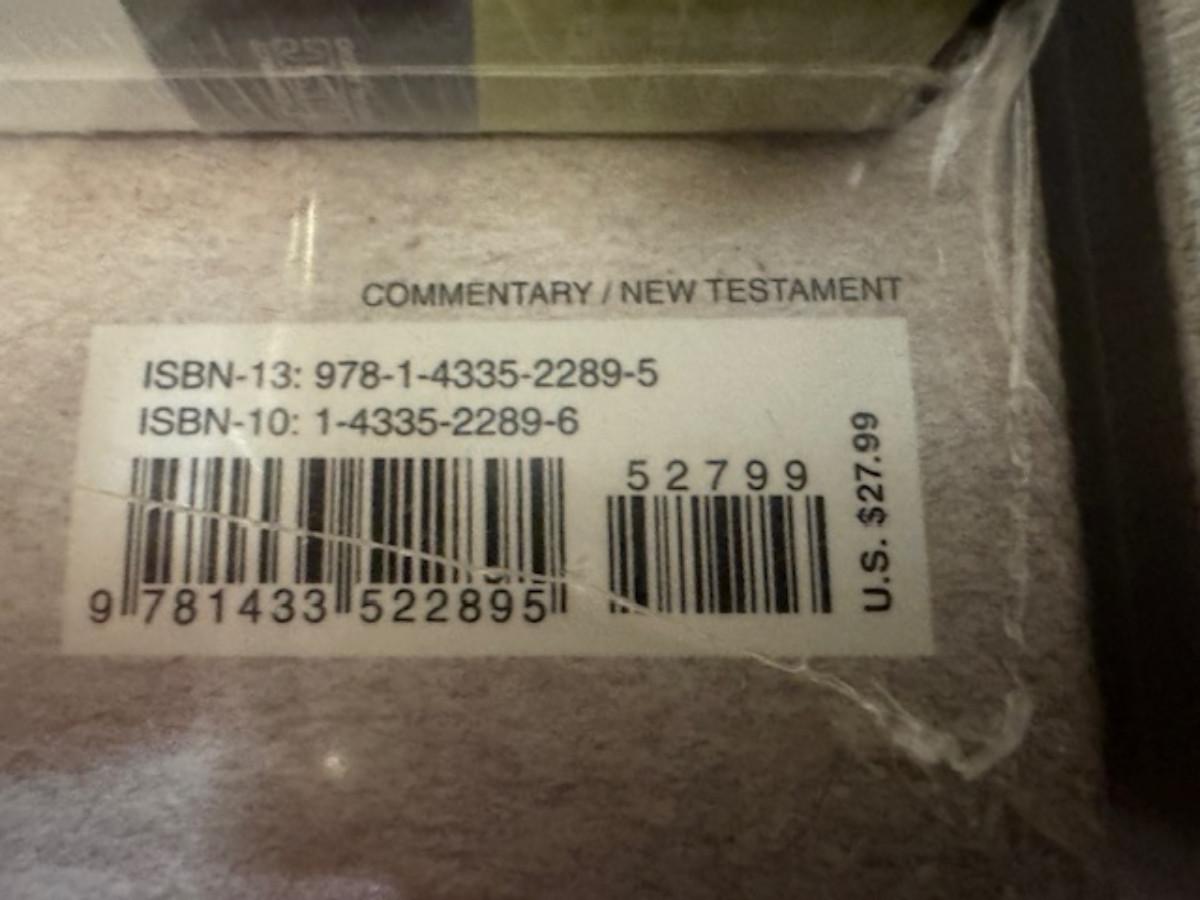 COMMENTARY / NEW TESTAMENT
ISBN-13: 978-1-4335-2289-5
ISBN-10: 1-4335-2289-6
52799
U.S. $27.99
9 781433 522895